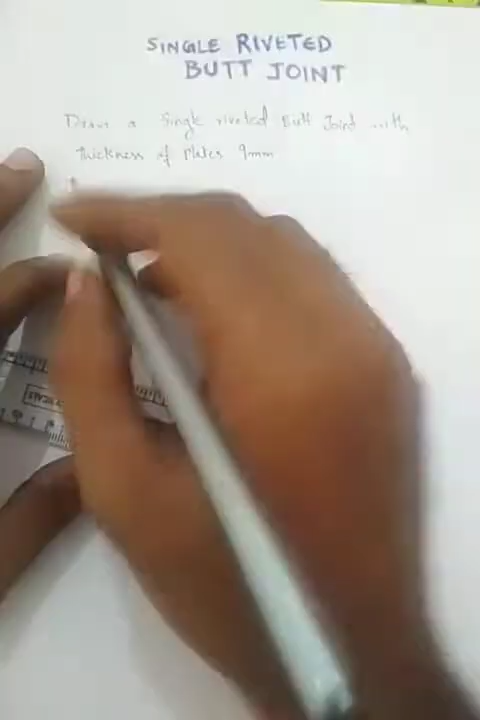 SINGLE RIVETED
BUTT JOINT
Draw a Single riveted Butt Joint with
thickness of plates 9mm